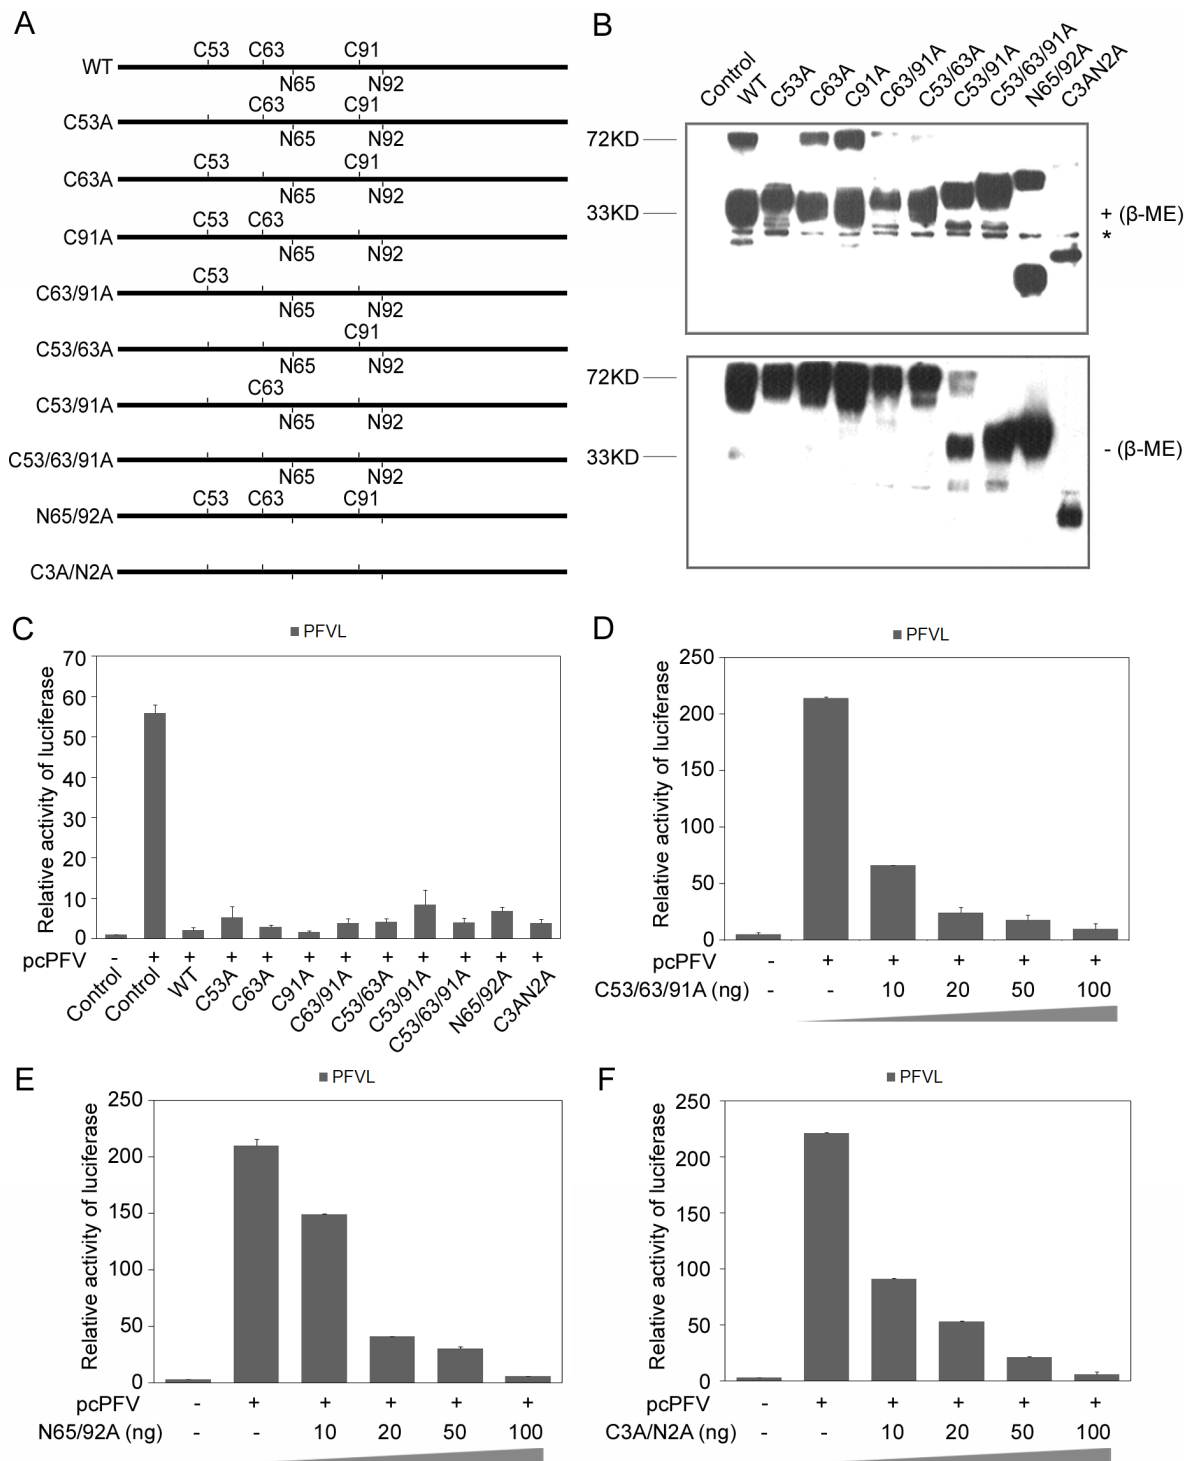 A
C53 C63 C91
WT
N65 N92
C63 C91
C53A
N65 N92
C53 C91
C63A
N65 N92
C53 C63
C91A
N65 N92
C53
C63/91A
N65 N92
C91
C53/63A
N65 N92
C63
C53/91A
N65 N92
C53/63/91A
N65 N92
C53 C63 C91
N65/92A
C3A/N2A
B
Control WT C53A C63A C91A C63/91A C53/63A C53/91A C53/63/91A N65/92A C3AN2A
72KD
33KD
+ (β-ME)
*
72KD
33KD
- (β-ME)
C
PFVL
Relative activity of luciferase
70
60
50
40
30
20
10
0
pcPFV - + + + + + + + + + + +
Control Control WT C53A C63A C91A C63/91A C53/63A C53/91A C53/63/91A N65/92A C3AN2A
D
PFVL
Relative activity of luciferase
250
200
150
100
50
0
pcPFV - + + + + +
C53/63/91A (ng) - - 10 20 50 100
E
PFVL
Relative activity of luciferase
250
200
150
100
50
0
pcPFV - + + + + +
N65/92A (ng) - - 10 20 50 100
F
PFVL
Relative activity of luciferase
250
200
150
100
50
0
pcPFV - + + + + +
C3A/N2A (ng) - - 10 20 50 100